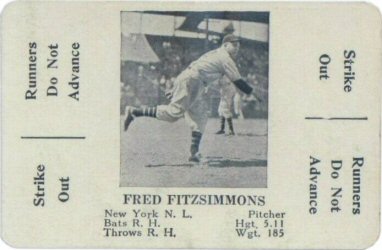 Runners
Do Not
Advance
Strike
Out
Strike
Out
Runners
Do Not
Advance
FRED FITZSIMMONS
New York N. L. Pitcher
Bats R. H. Hgt. 5.11
Throws R. H. Wgt. 185